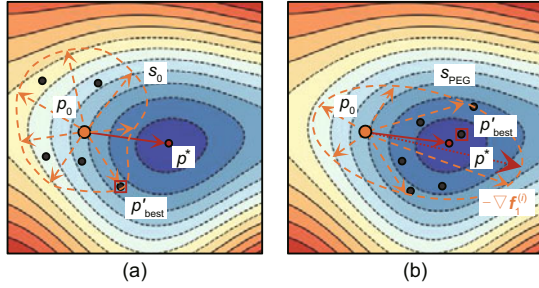 s₀
p₀
p*
p′best
(a)
sPEG
p₀
p′best
p*
−∇f₁⁽ⁱ⁾
(b)